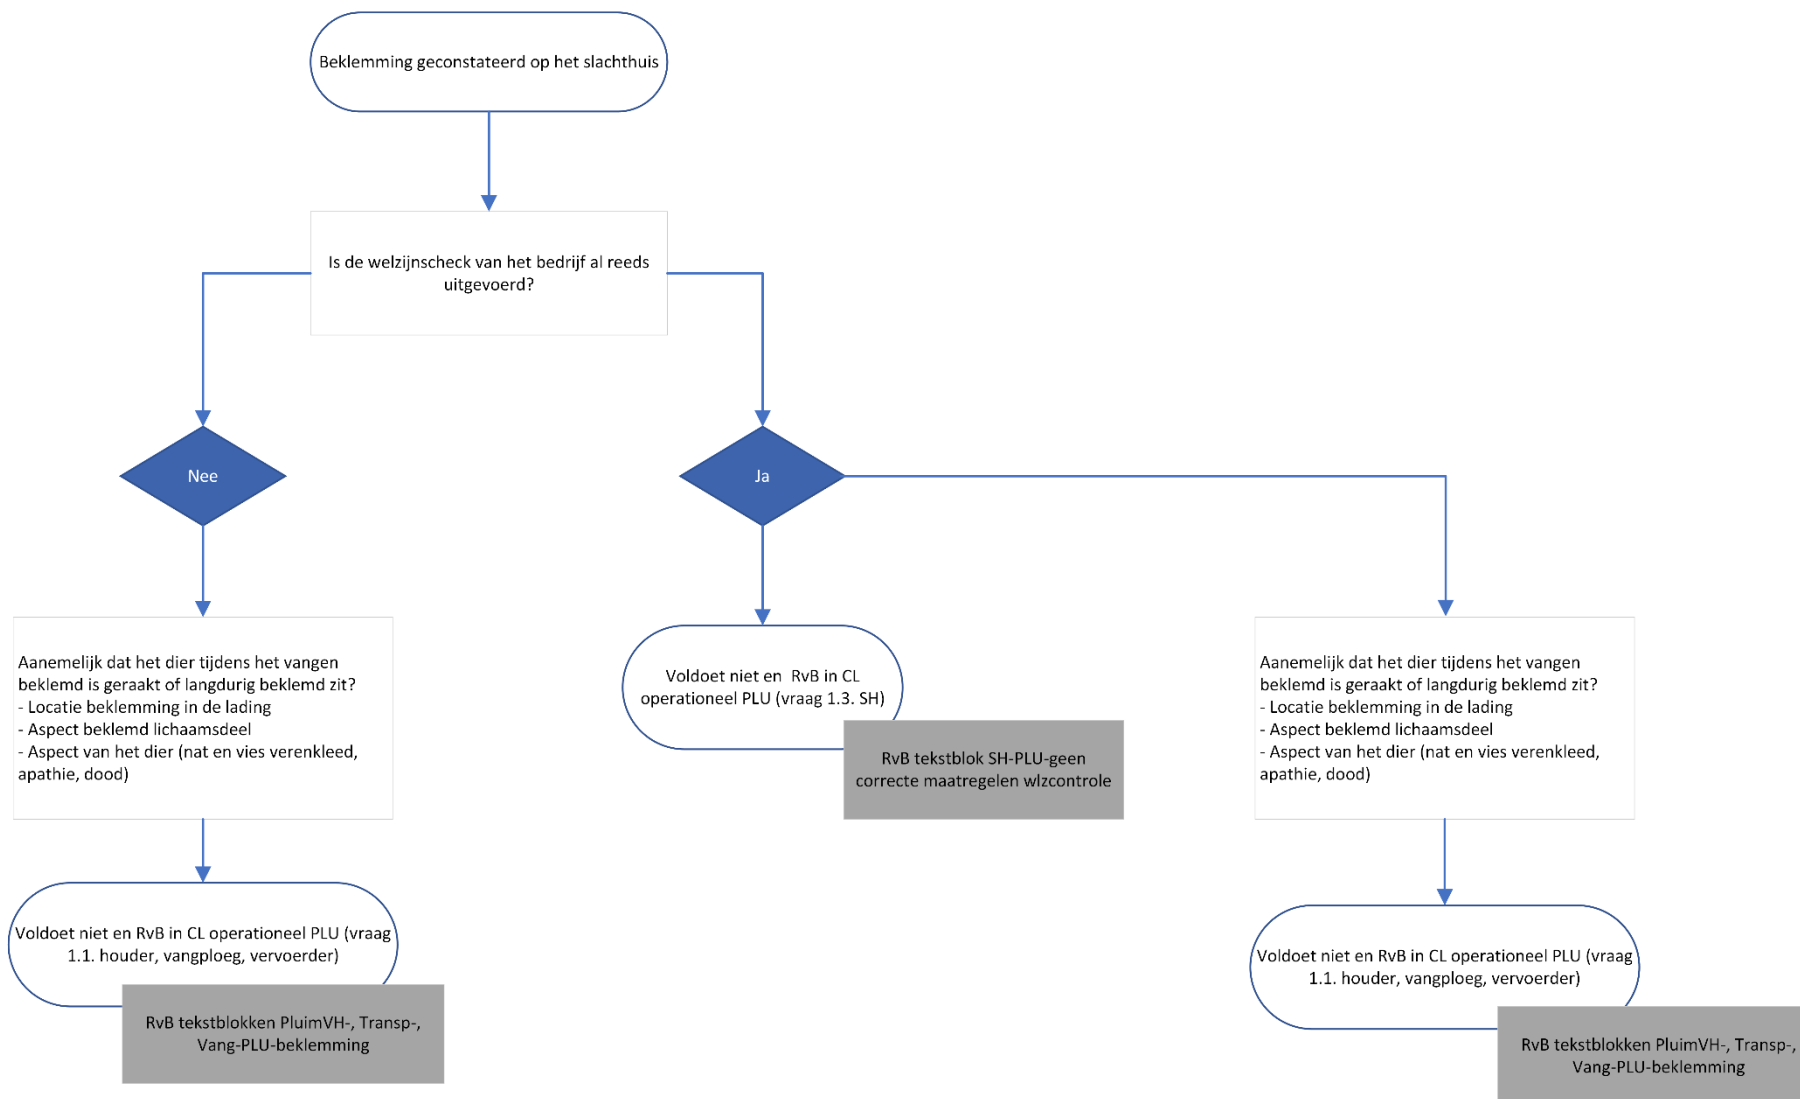 Beklemming geconstateerd op het slachthuis
Is de welzijnscheck van het bedrijf al reeds
uitgevoerd?
Nee
Ja
Aanemelijk dat het dier tijdens het vangen
beklemd is geraakt of langdurig beklemd zit?
- Locatie beklemming in de lading
- Aspect beklemd lichaamsdeel
- Aspect van het dier (nat en vies verenkleed,
apathie, dood)
Voldoet niet en RvB in CL operationeel PLU (vraag
1.1. houder, vangploeg, vervoerder)
RvB tekstblokken PluimVH-, Transp-,
Vang-PLU-beklemming
Voldoet niet en  RvB in CL
operationeel PLU (vraag 1.3. SH)
RvB tekstblok SH-PLU-geen
correcte maatregelen wlzcontrole
Aanemelijk dat het dier tijdens het vangen
beklemd is geraakt of langdurig beklemd zit?
- Locatie beklemming in de lading
- Aspect beklemd lichaamsdeel
- Aspect van het dier (nat en vies verenkleed,
apathie, dood)
Voldoet niet en RvB in CL operationeel PLU (vraag
1.1. houder, vangploeg, vervoerder)
RvB tekstblokken PluimVH-, Transp-,
Vang-PLU-beklemming